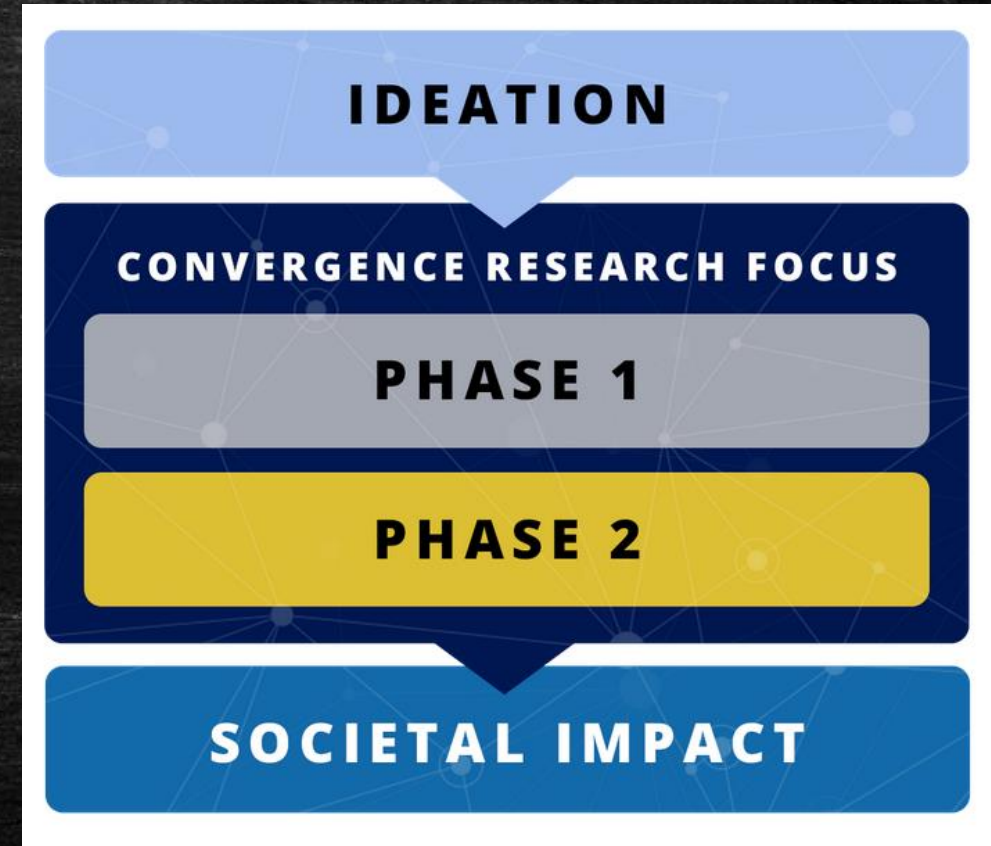 IDEATION
CONVERGENCE RESEARCH FOCUS
PHASE 1
PHASE 2
SOCIETAL IMPACT